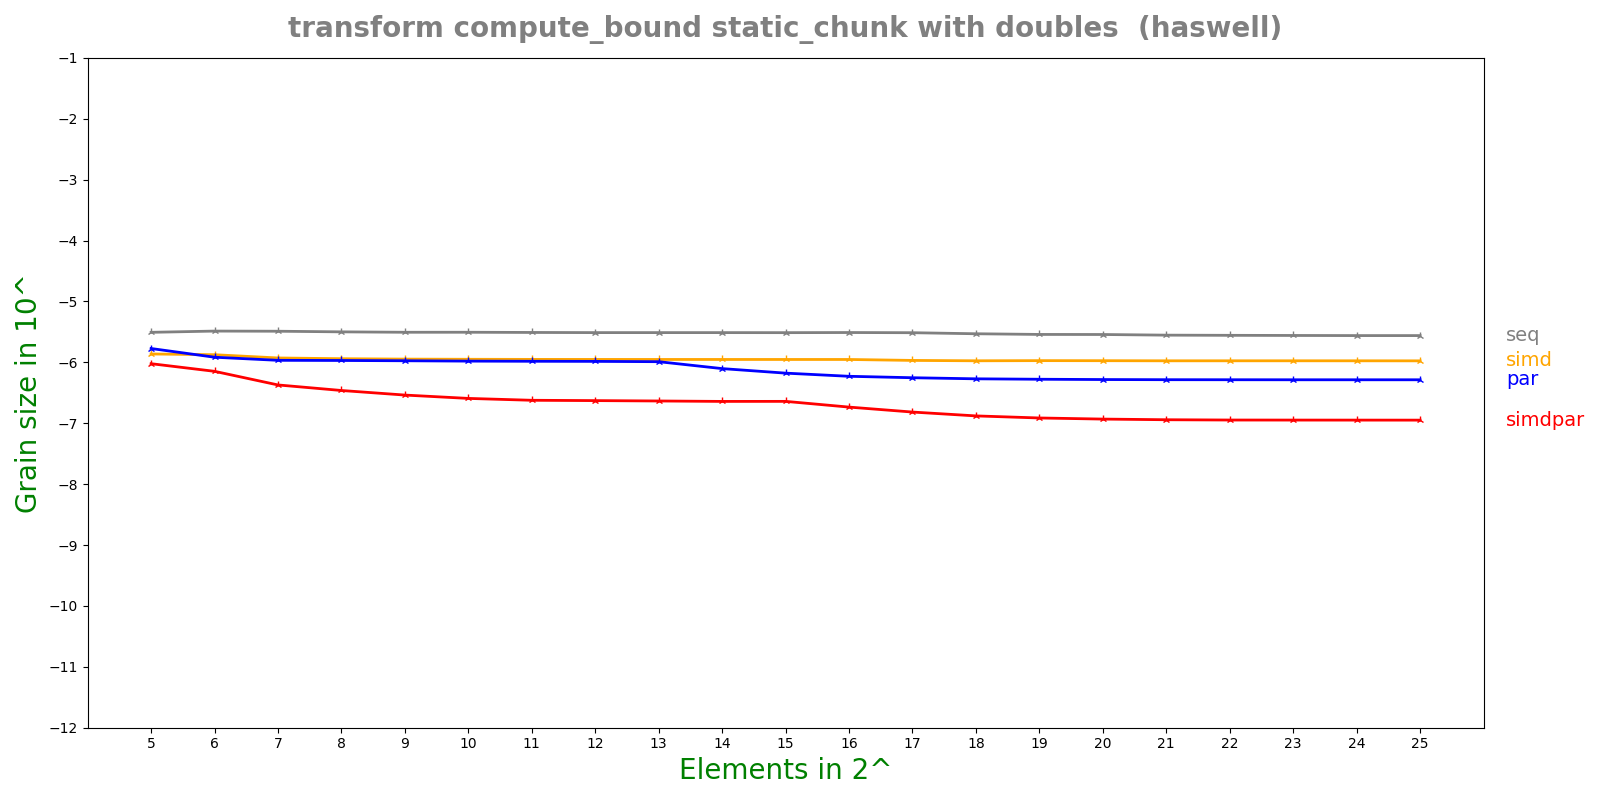 transform compute_bound static_chunk with doubles  (haswell)
−1
−2
−3
−4
−5
−6
−7
−8
−9
−10
−11
−12
Grain size in 10^
seq
simd
par
simdpar
5 6 7 8 9 10 11 12 13 14 15 16 17 18 19 20 21 22 23 24 25
Elements in 2^